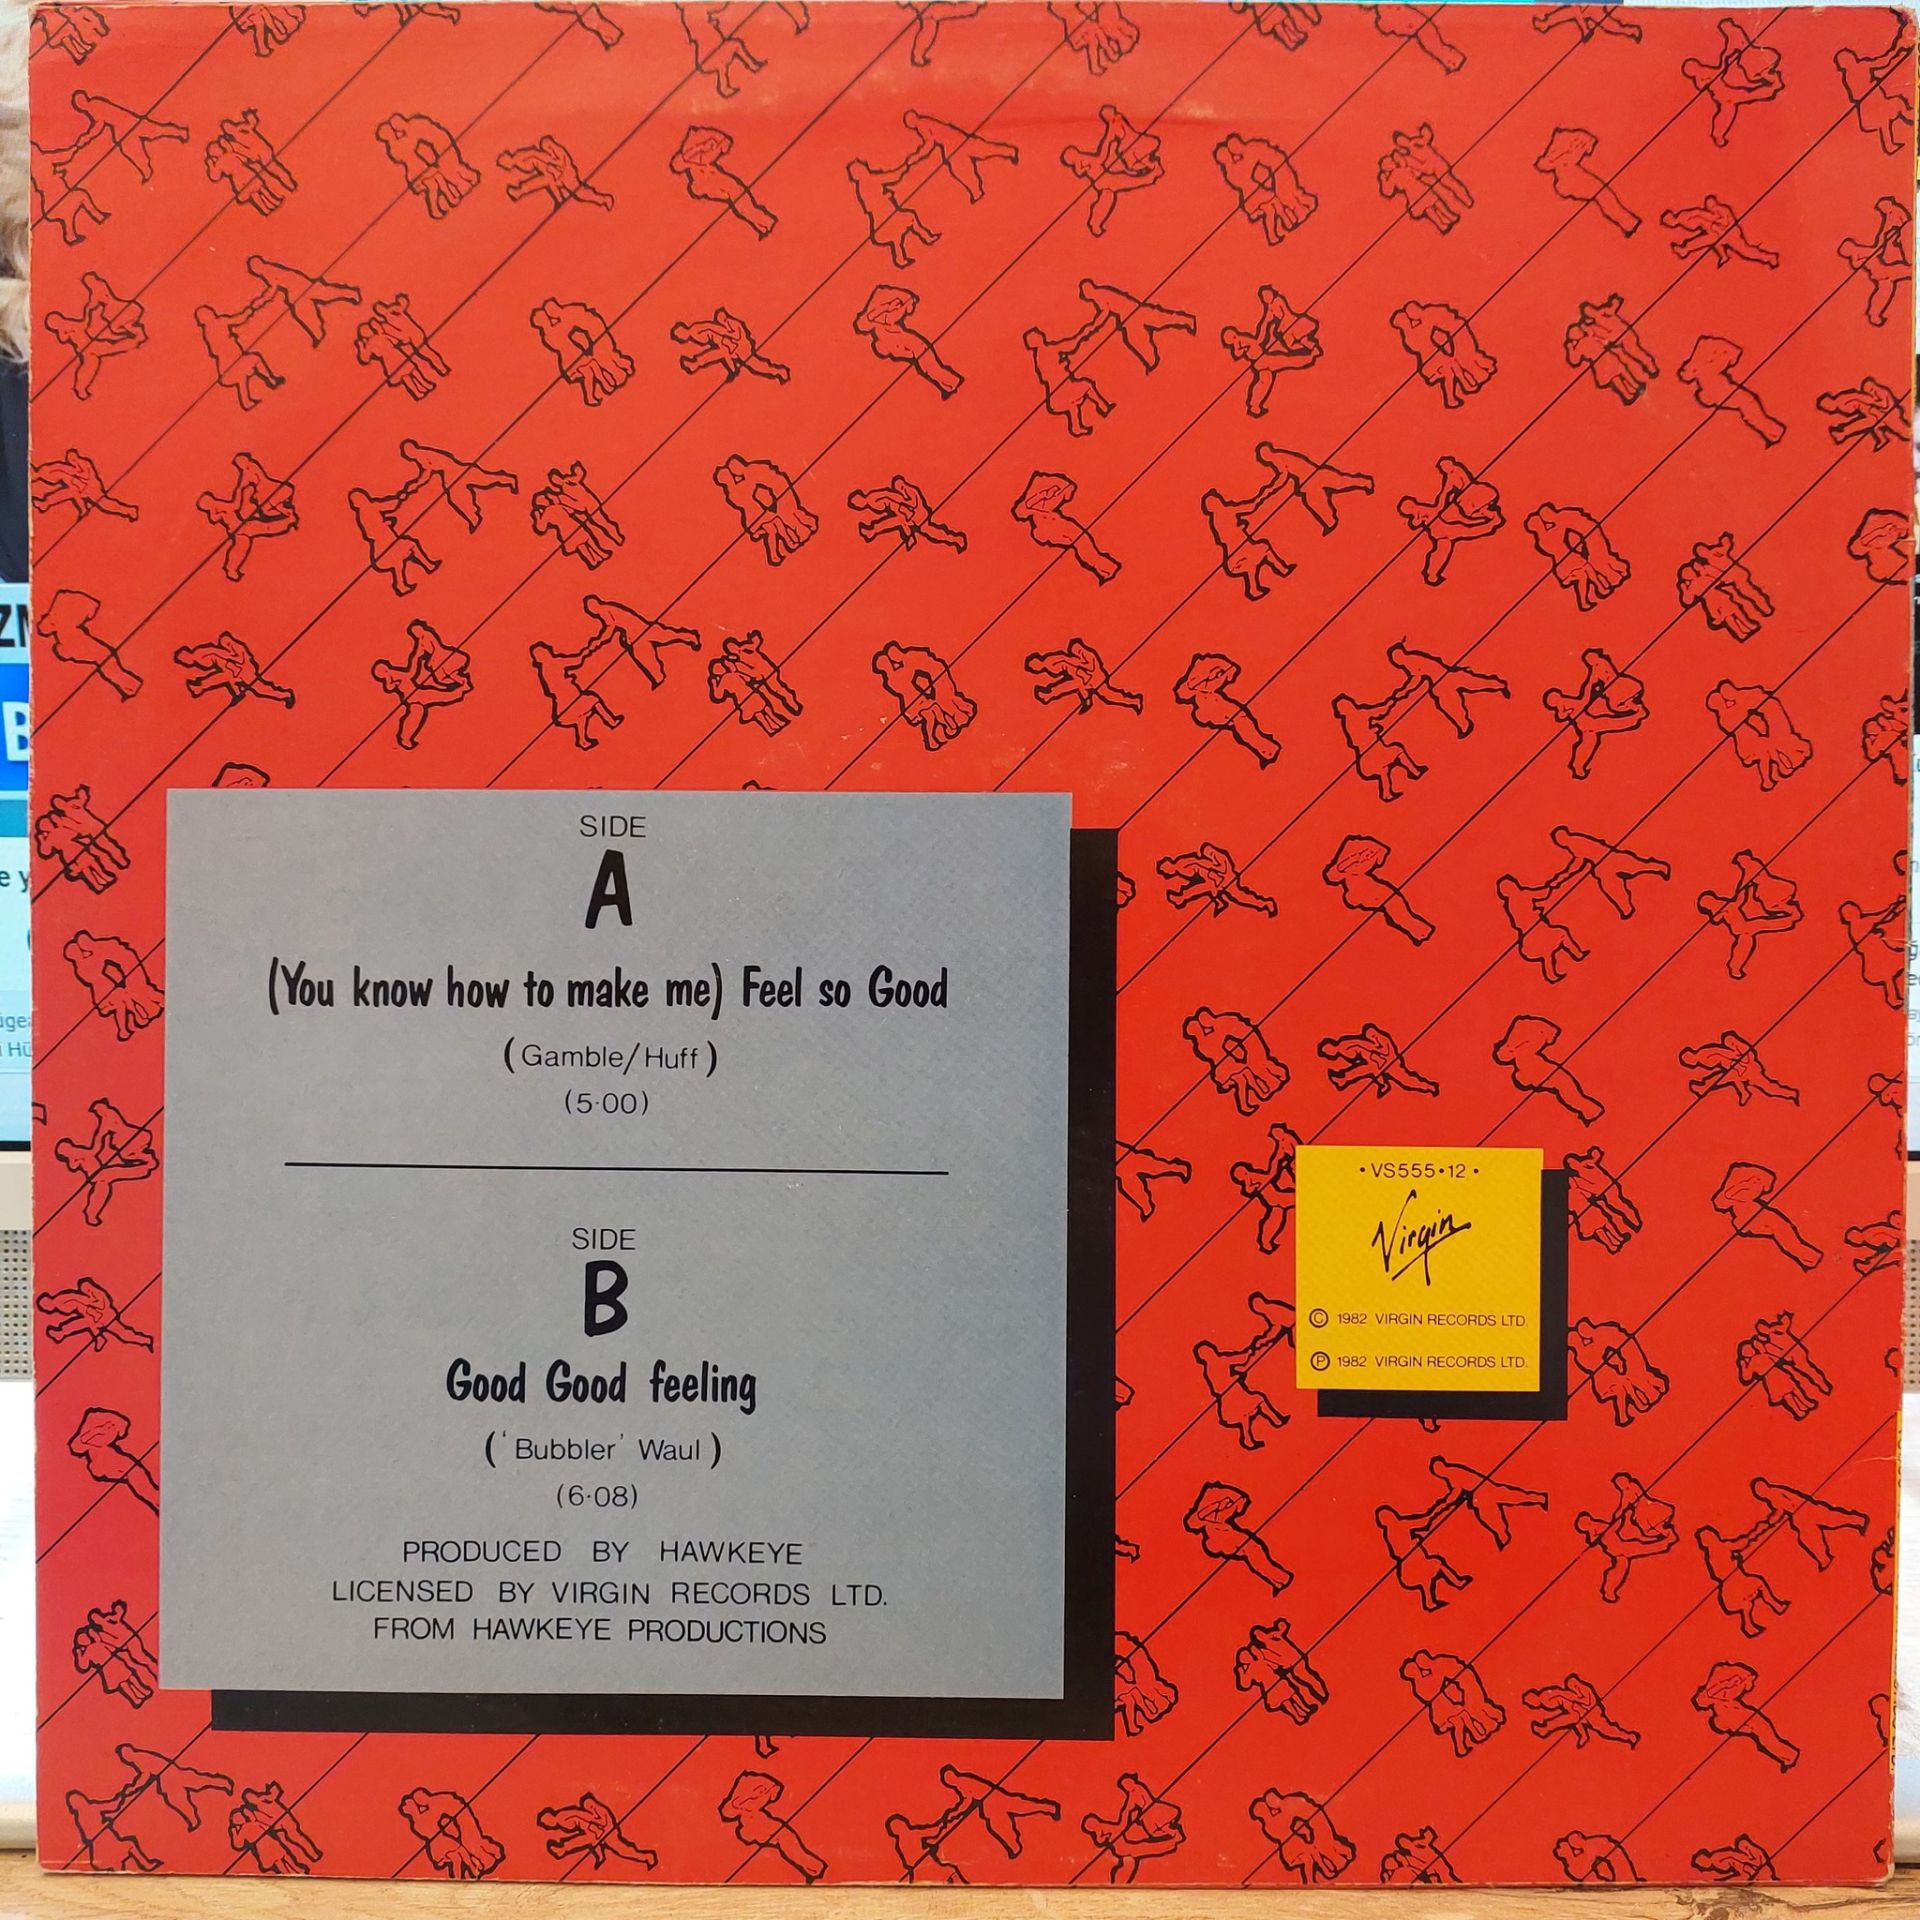 SIDE
A
(You know how to make me) Feel so Good
(Gamble/Huff)
(5·00)
SIDE
B
Good Good feeling
('Bubbler' Waul)
(6·08)
PRODUCED BY HAWKEYE
LICENSED BY VIRGIN RECORDS LTD.
FROM HAWKEYE PRODUCTIONS
•VS555•12•
Virgin
© 1982 VIRGIN RECORDS LTD.
Ⓟ 1982 VIRGIN RECORDS LTD.